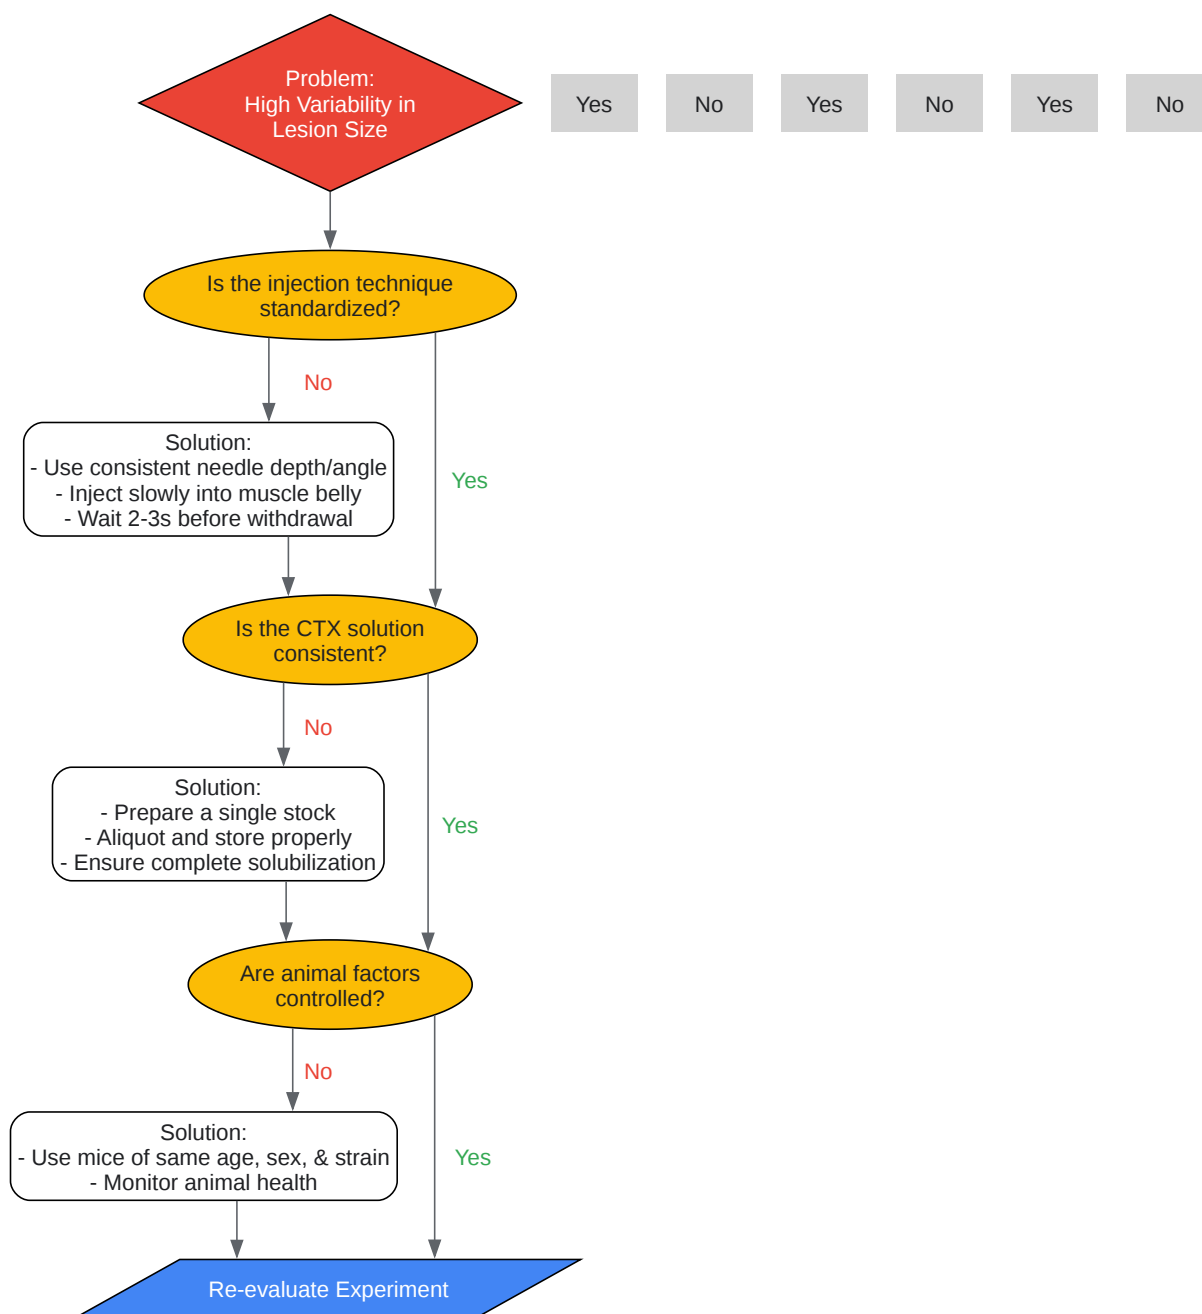 Problem:
High Variability in
Lesion Size
Yes
No
Yes
No
Yes
No
Is the injection technique
standardized?
No
Solution:
- Use consistent needle depth/angle
- Inject slowly into muscle belly
- Wait 2-3s before withdrawal
Yes
Is the CTX solution
consistent?
No
Solution:
- Prepare a single stock
- Aliquot and store properly
- Ensure complete solubilization
Yes
Are animal factors
controlled?
No
Solution:
- Use mice of same age, sex, & strain
- Monitor animal health
Yes
Re-evaluate Experiment